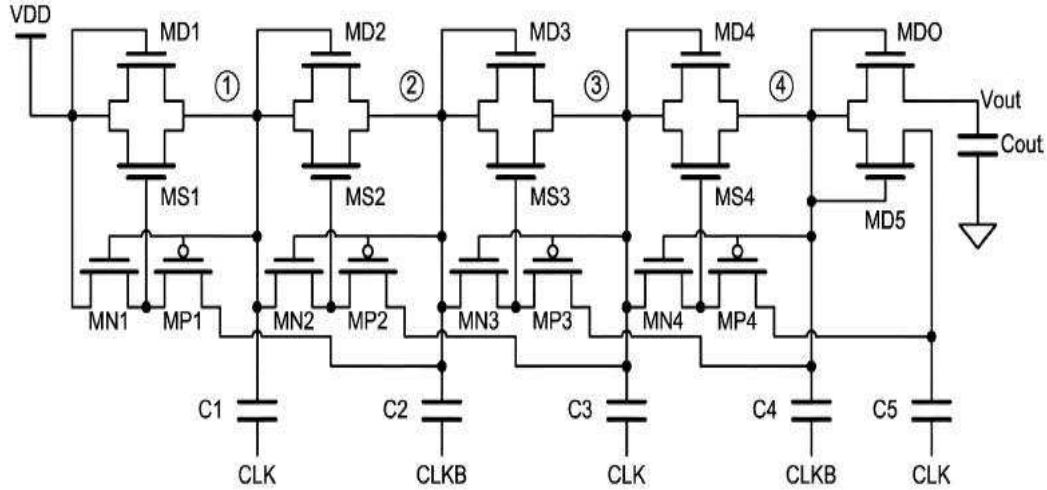 VDD
MD1 MD2 MD3 MD4 MDO
① ② ③ ④ Vout
Cout
MS1 MS2 MS3 MS4 MD5
MN1 MP1 MN2 MP2 MN3 MP3 MN4 MP4
C1 C2 C3 C4 C5
CLK CLKB CLK CLKB CLK